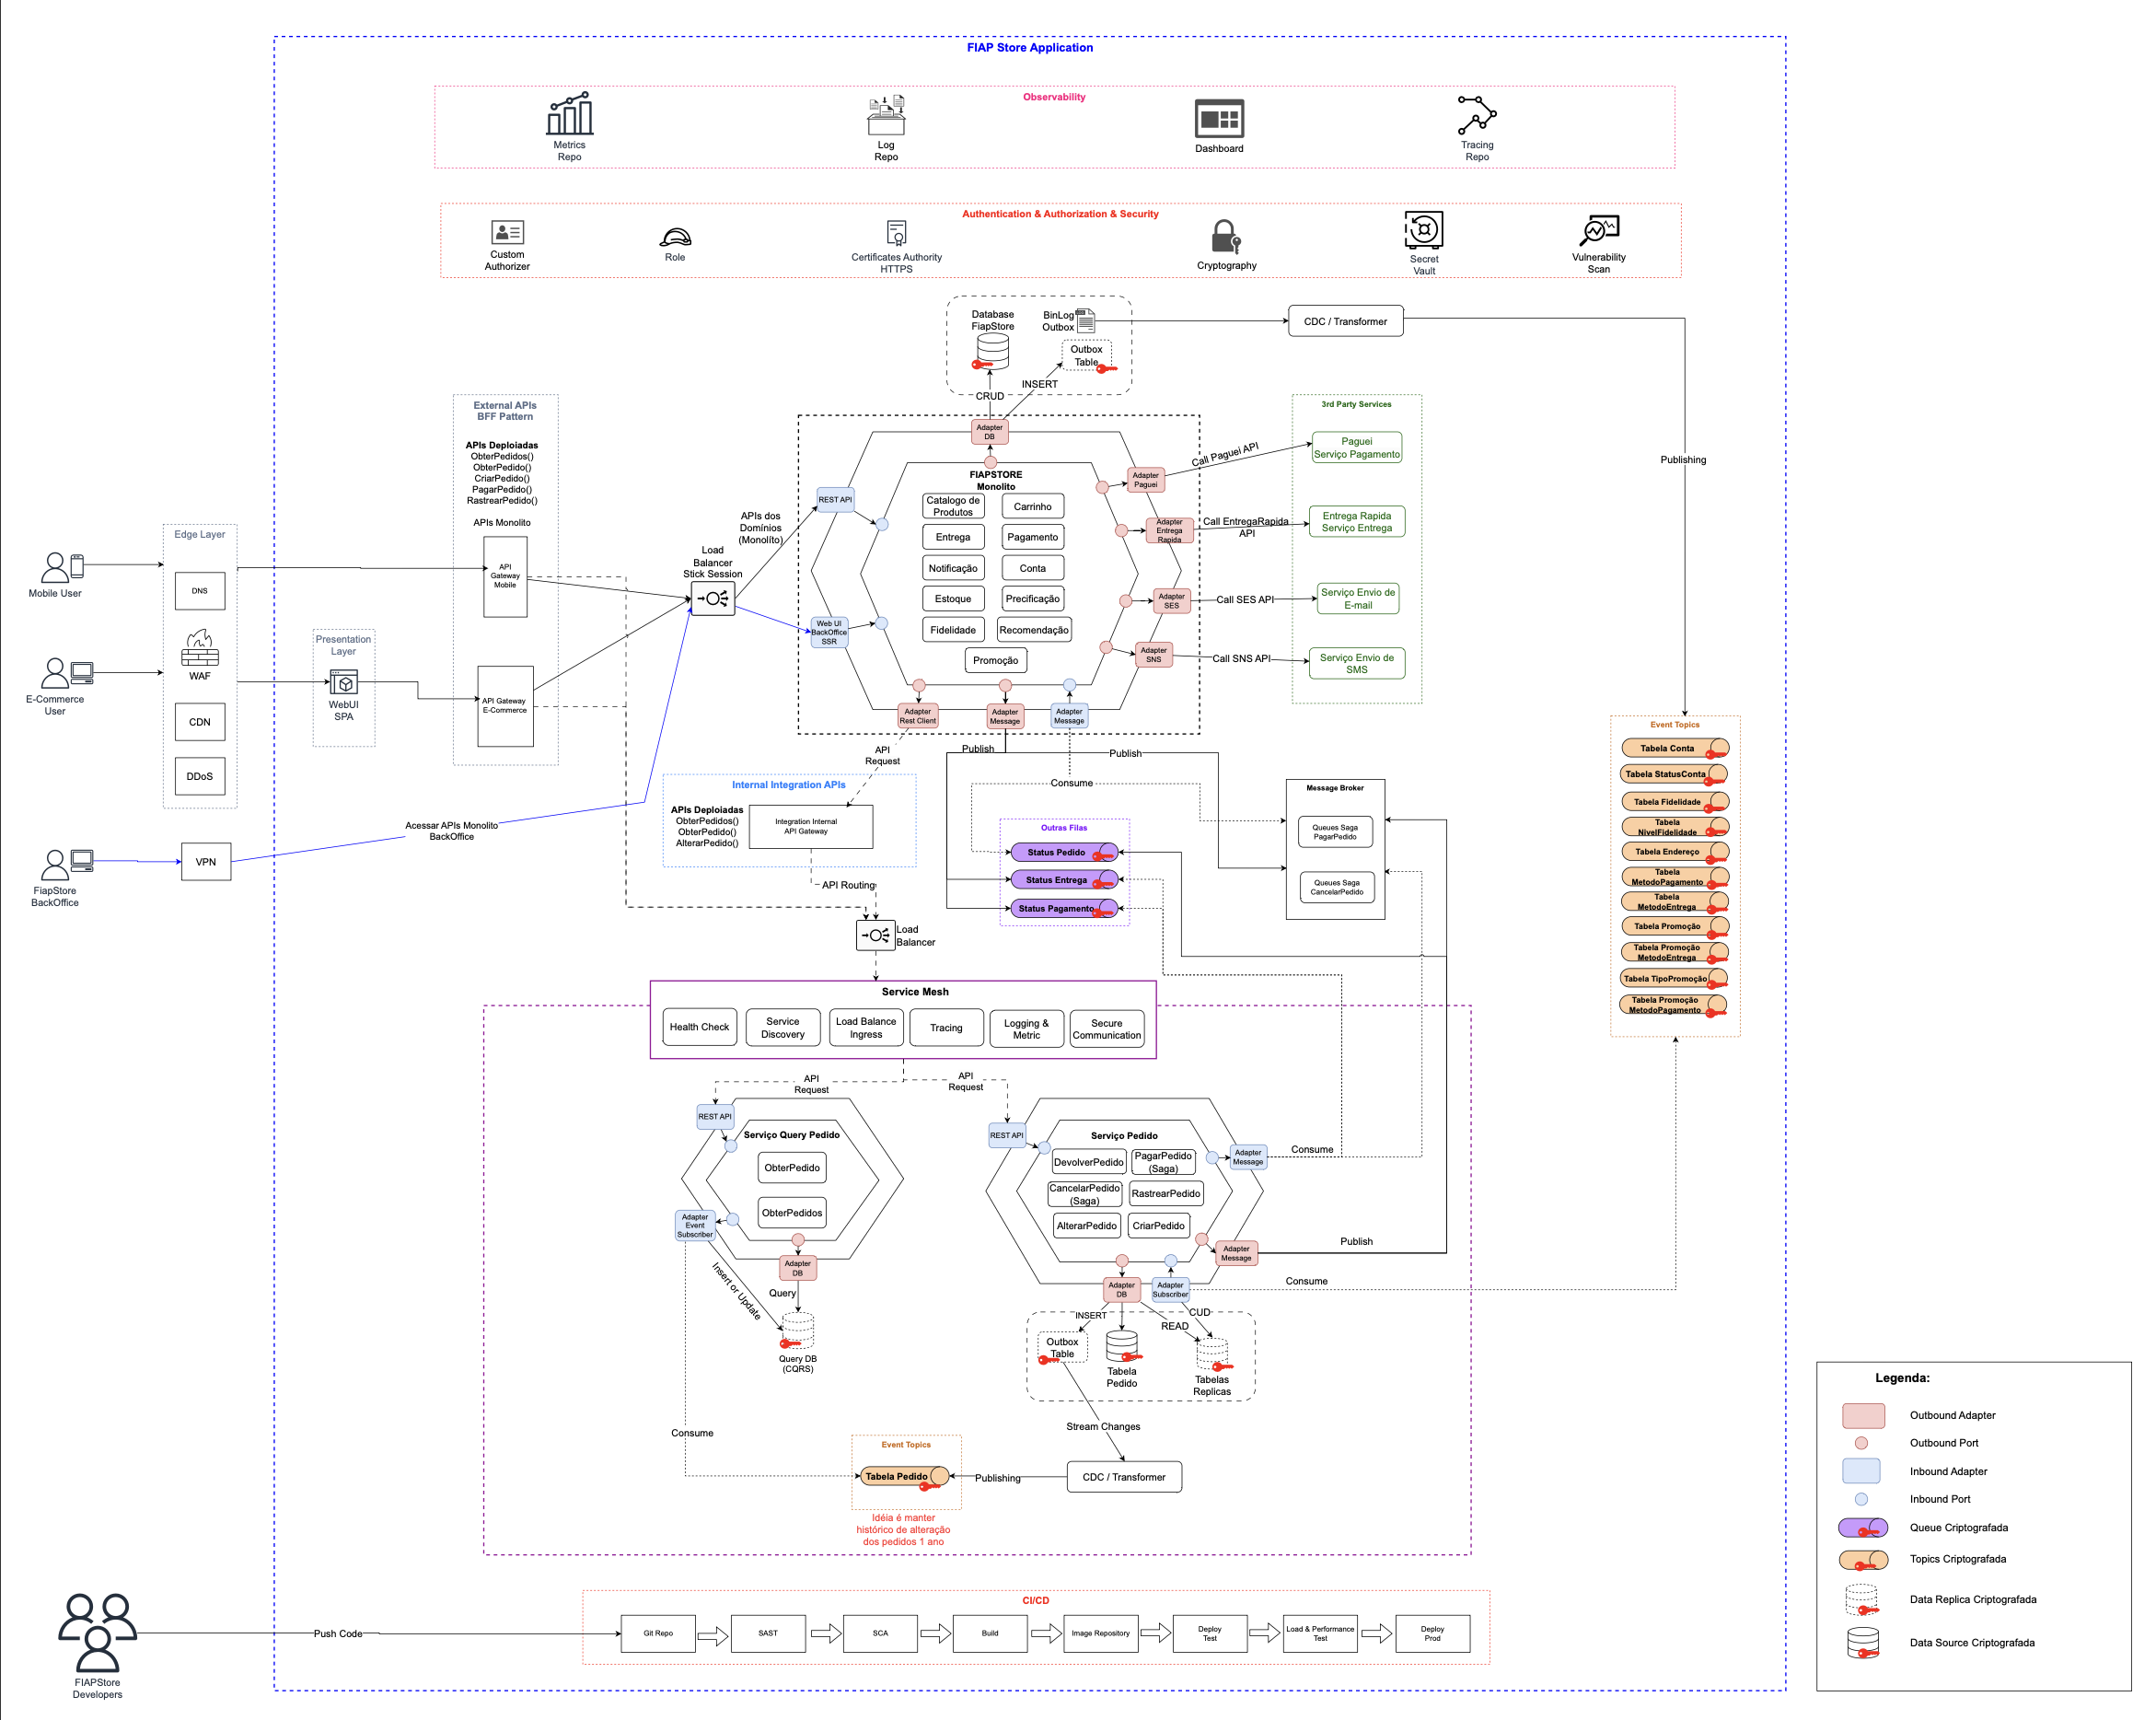 FIAP Store Application
Observability
Metrics
Repo
Log
Repo
Dashboard
Tracing
Repo
Authentication & Authorization & Security
Custom
Authorizer
Role
Certificates Authority
HTTPS
Cryptography
Secret
Vault
Vulnerability
Scan
Database
FiapStore
BinLog
Outbox
Outbox
Table
CDC / Transformer
INSERT
CRUD
Publishing
External APIs
BFF Pattern
APIs Deploiadas
ObterPedidos()
ObterPedido()
CriarPedido()
PagarPedido()
RastrearPedido()
APIs Monolito
API
Gateway
Mobile
API Gateway
E-Commerce
Edge Layer
DNS
WAF
CDN
DDoS
Presentation
Layer
WebUI
SPA
Mobile User
E-Commerce
User
FiapStore
BackOffice
VPN
Acessar APIs Monolito
BackOffice
Load
Balancer
Stick Session
APIs dos
Domínios
(Monolito)
Adapter
DB
REST API
Web UI
BackOffice
SSR
FIAPSTORE
Monolito
Catalogo de
Produtos
Carrinho
Entrega
Pagamento
Notificação
Conta
Estoque
Precificação
Fidelidade
Recomendação
Promoção
Adapter
Paguei
Adapter
Entrega
Rapida
Adapter
SES
Adapter
SNS
Adapter
Rest Client
Adapter
Message
Adapter
Message
Call Paguei API
Call EntregaRapida
API
Call SES API
Call SNS API
3rd Party Services
Paguei
Serviço Pagamento
Entrega Rapida
Serviço Entrega
Serviço Envio de
E-mail
Serviço Envio de
SMS
API
Request
Publish
Publish
Consume
Internal Integration APIs
APIs Deploiadas
ObterPedidos()
ObterPedido()
AlterarPedido()
Integration Internal
API Gateway
API Routing
Load
Balancer
Outras Filas
Status Pedido
Status Entrega
Status Pagamento
Message Broker
Queues Saga
PagarPedido
Queues Saga
CancelarPedido
Event Topics
Tabela Conta
Tabela StatusConta
Tabela Fidelidade
Tabela
NivelFidelidade
Tabela Endereço
Tabela
MetodoPagamento
Tabela
MetodoEntrega
Tabela Promoção
Tabela Promoção
MetodoEntrega
Tabela TipoPromoção
Tabela Promoção
MetodoPagamento
Service Mesh
Health Check
Service
Discovery
Load Balance
Ingress
Tracing
Logging &
Metric
Secure
Communication
API
Request
API
Request
REST API
Serviço Query Pedido
ObterPedido
ObterPedidos
Adapter
Event
Subscriber
Adapter
DB
Insert or Update
Query
Query DB
(CQRS)
REST API
Serviço Pedido
DevolverPedido
PagarPedido
(Saga)
CancelarPedido
(Saga)
RastrearPedido
AlterarPedido
CriarPedido
Adapter
Message
Consume
Adapter
Message
Publish
Adapter
DB
Adapter
Subscriber
Consume
INSERT
CUD
READ
Outbox
Table
Tabela
Pedido
Tabelas
Replicas
Stream Changes
Consume
Event Topics
Tabela Pedido
Publishing
CDC / Transformer
Idéia é manter
histórico de alteração
dos pedidos 1 ano
CI/CD
Push Code
Git Repo
SAST
SCA
Build
Image Repository
Deploy
Test
Load & Performance
Test
Deploy
Prod
FIAPStore
Developers
Legenda:
Outbound Adapter
Outbound Port
Inbound Adapter
Inbound Port
Queue Criptografada
Topics Criptografada
Data Replica Criptografada
Data Source Criptografada